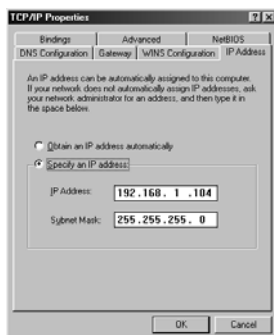 TCP/IP Properties
Bindings Advanced NetBIOS
DNS Configuration Gateway WINS Configuration IP Address
An IP address can be automatically assigned to this computer.
If your network does not automatically assign IP addresses, ask
your network administrator for an address, and then type it in
the space below.
Obtain an IP address automatically
Specify an IP address:
IP Address: 192.168. 1 .104
Subnet Mask: 255.255.255. 0
OK Cancel